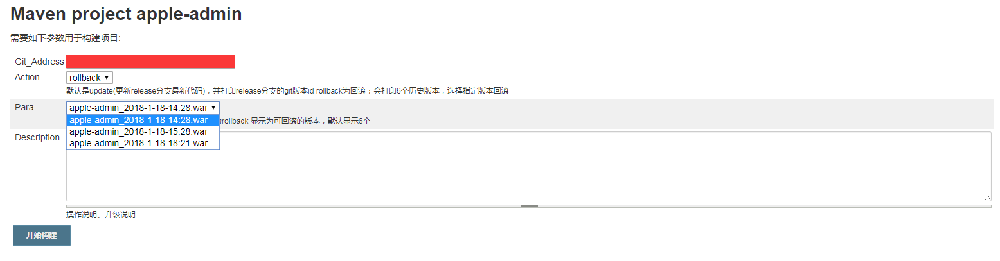 Maven project apple-admin
需要如下参数用于构建项目:
Git_Address
Action rollback
默认是update(更新release分支最新代码)，并打印release分支的git版本id rollback为回滚；会打印6个历史版本，选择指定版本回滚
Para apple-admin_2018-1-18-14:28.war
apple-admin_2018-1-18-14:28.war
rollback 显示为可回滚的版本，默认显示6个
apple-admin_2018-1-18-15:28.war
Description
apple-admin_2018-1-18-18:21.war
操作说明、升级说明
开始构建